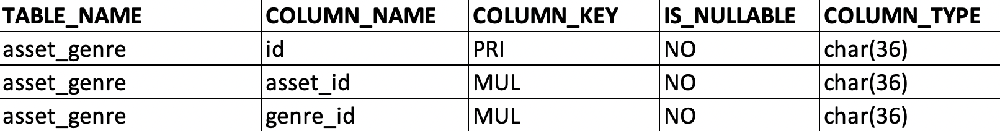 TABLE_NAME COLUMN_NAME COLUMN_KEY IS_NULLABLE COLUMN_TYPE
asset_genre id PRI NO char(36)
asset_genre asset_id MUL NO char(36)
asset_genre genre_id MUL NO char(36)